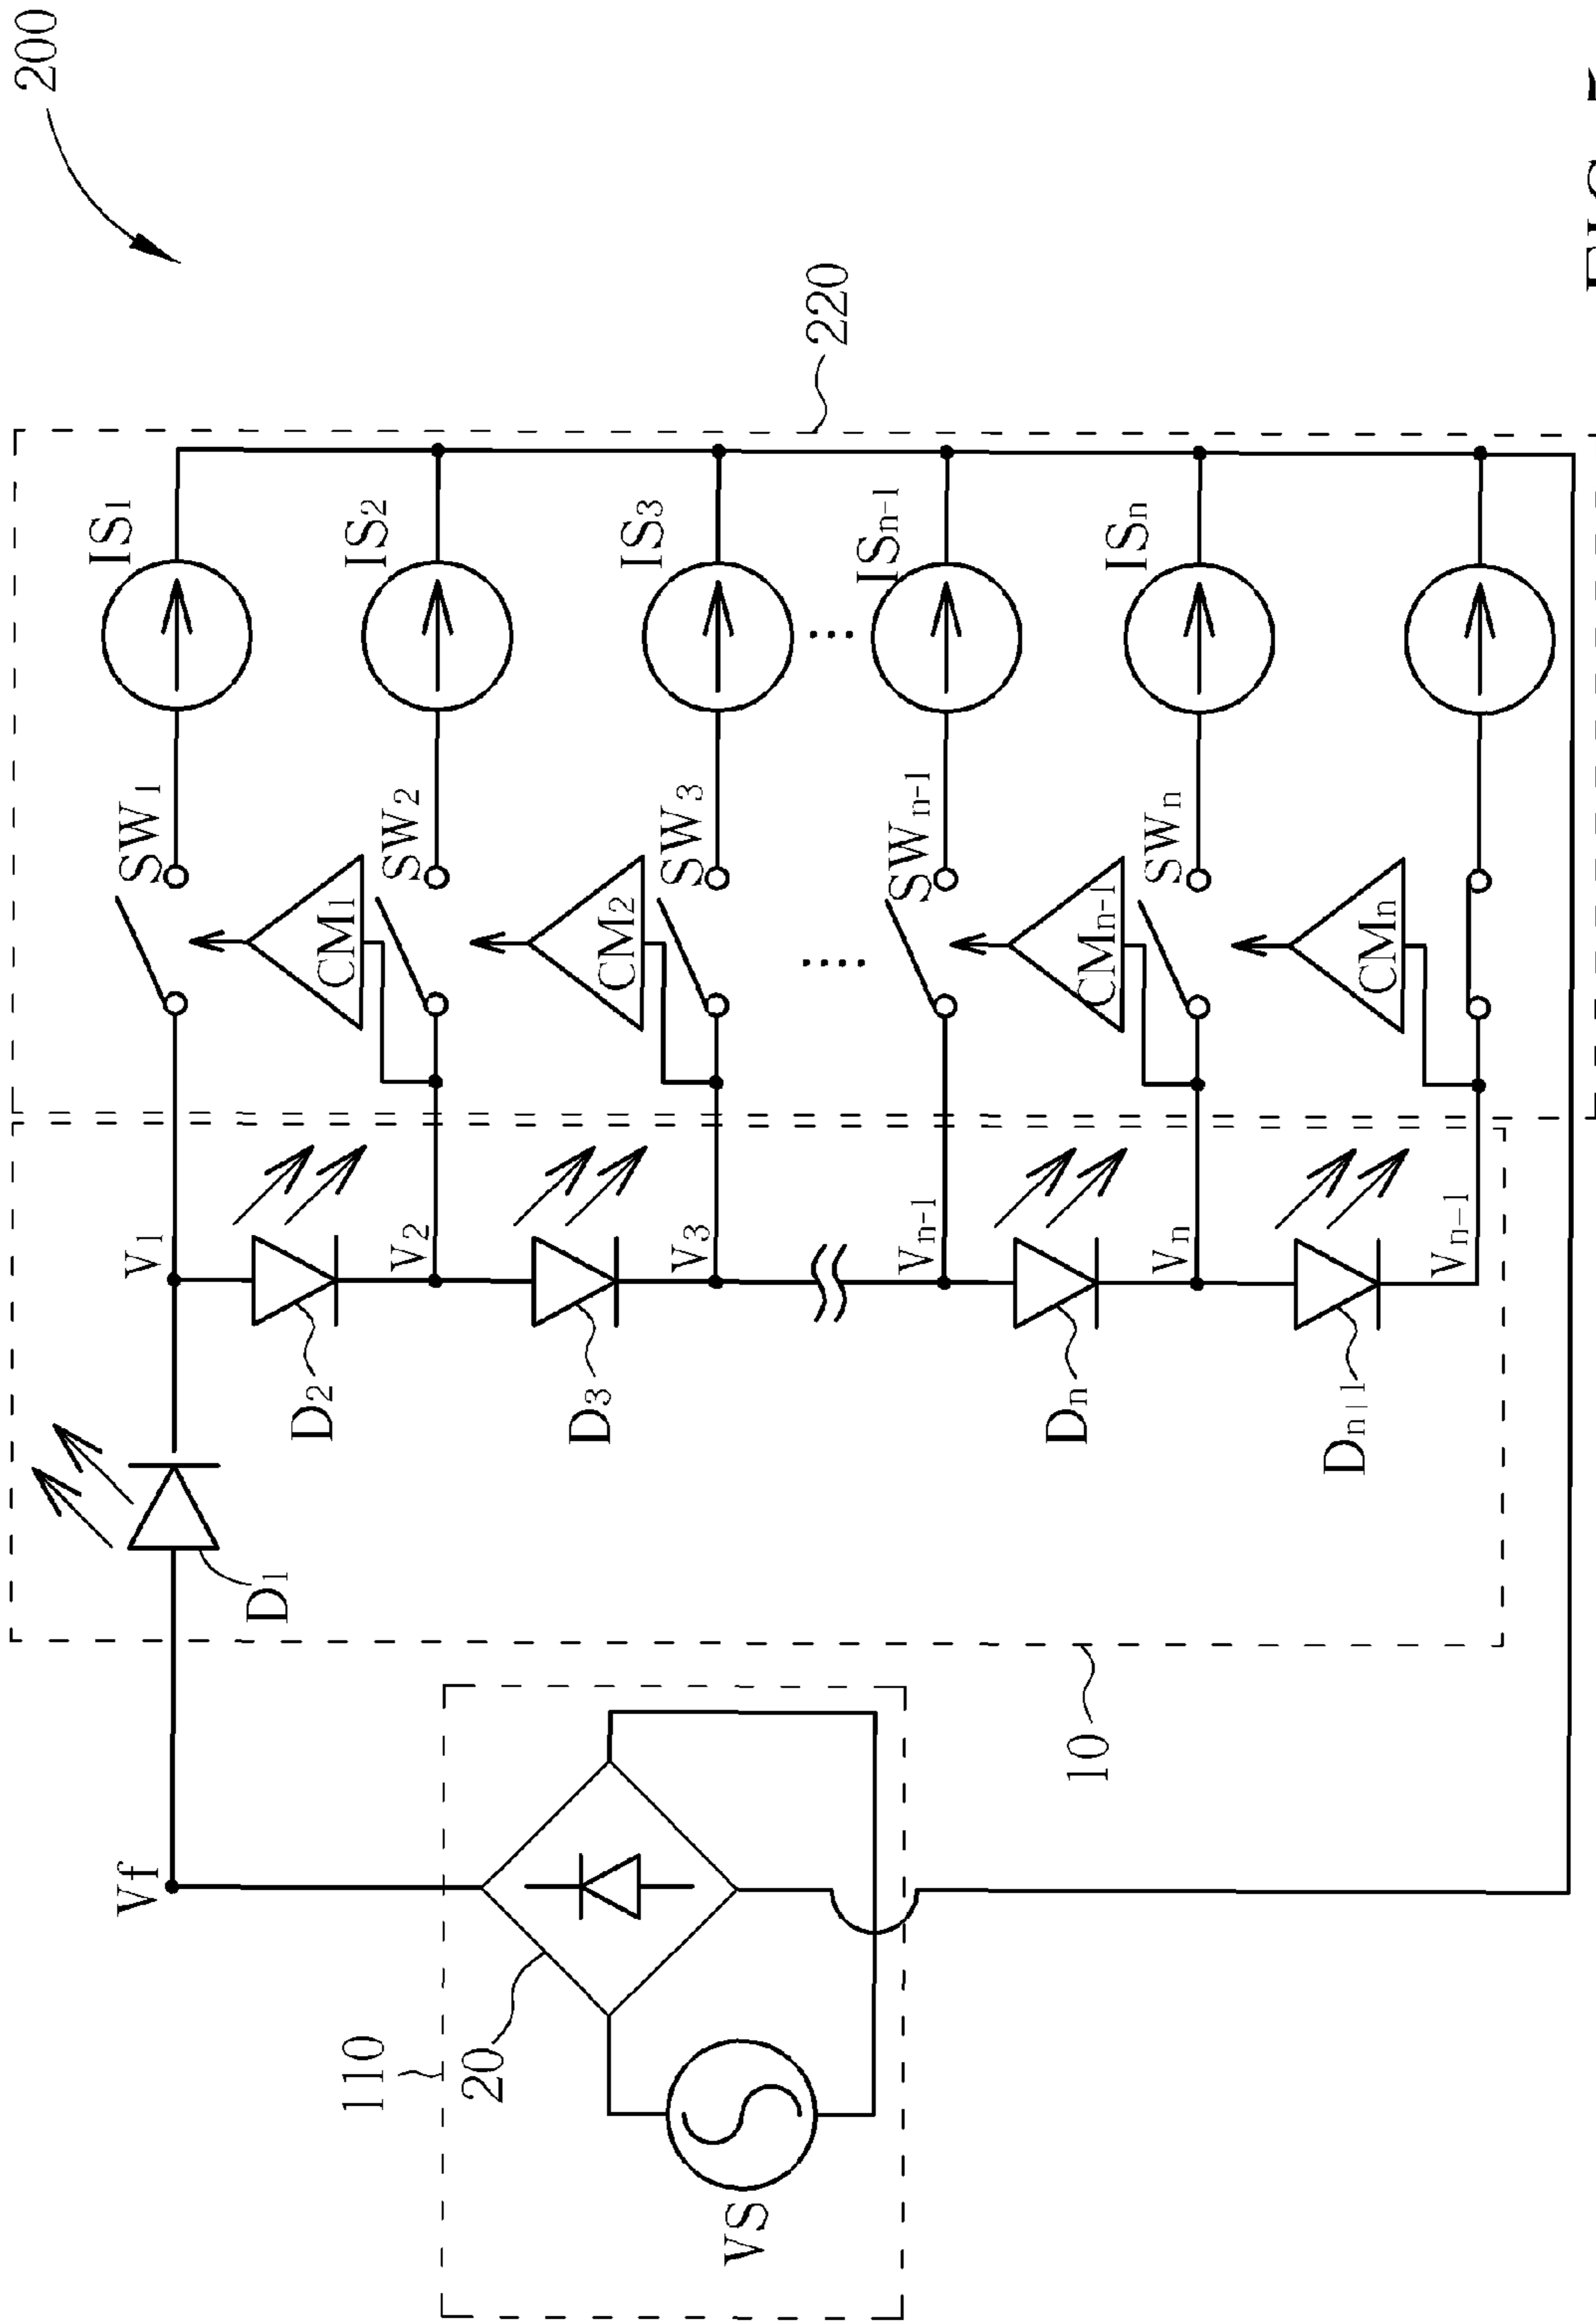 200
220
IS1
IS2
IS3
ISn-1
ISn
SW1
SW2
SW3
SWn-1
SWn
CM1
CM2
CMn-1
CMn
V1
V2
V3
Vn-1
Vn
Vn-1
D1
D2
D3
Dn
Dn|1
Vf
10
110
20
VS